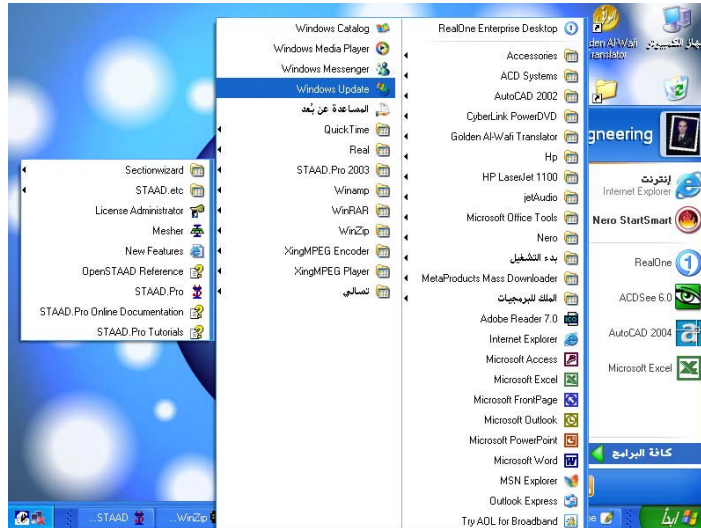 Golden Al-Wafi Translator
gneering
إنترنت
Internet Explorer
Nero StartSmart
RealOne
ACDSee 6.0
AutoCAD 2004
Microsoft Excel
كافة البرامج
ابدأ
RealOne Enterprise Desktop
Accessories
ACD Systems
AutoCAD 2002
CyberLink PowerDVD
Golden Al-Wafi Translator
Hp
HP LaserJet 1100
jetAudio
Microsoft Office Tools
Nero
بدء التشغيل
MetaProducts Mass Downloader
الملك للبرمجيات
Adobe Reader 7.0
Internet Explorer
Microsoft Access
Microsoft Excel
Microsoft FrontPage
Microsoft Outlook
Microsoft PowerPoint
Microsoft Word
MSN Explorer
Outlook Express
Try AOL for Broadband
Windows Catalog
Windows Media Player
Windows Messenger
Windows Update
المساعدة عن بُعد
QuickTime
Real
STAAD.Pro 2003
Winamp
WinRAR
WinZip
XingMPEG Encoder
XingMPEG Player
تسالي
Sectionwizard
STAAD.etc
License Administrator
Mesher
New Features
OpenSTAAD Reference
STAAD.Pro
STAAD.Pro Online Documentation
STAAD.Pro Tutorials
...WinZip
...STAAD